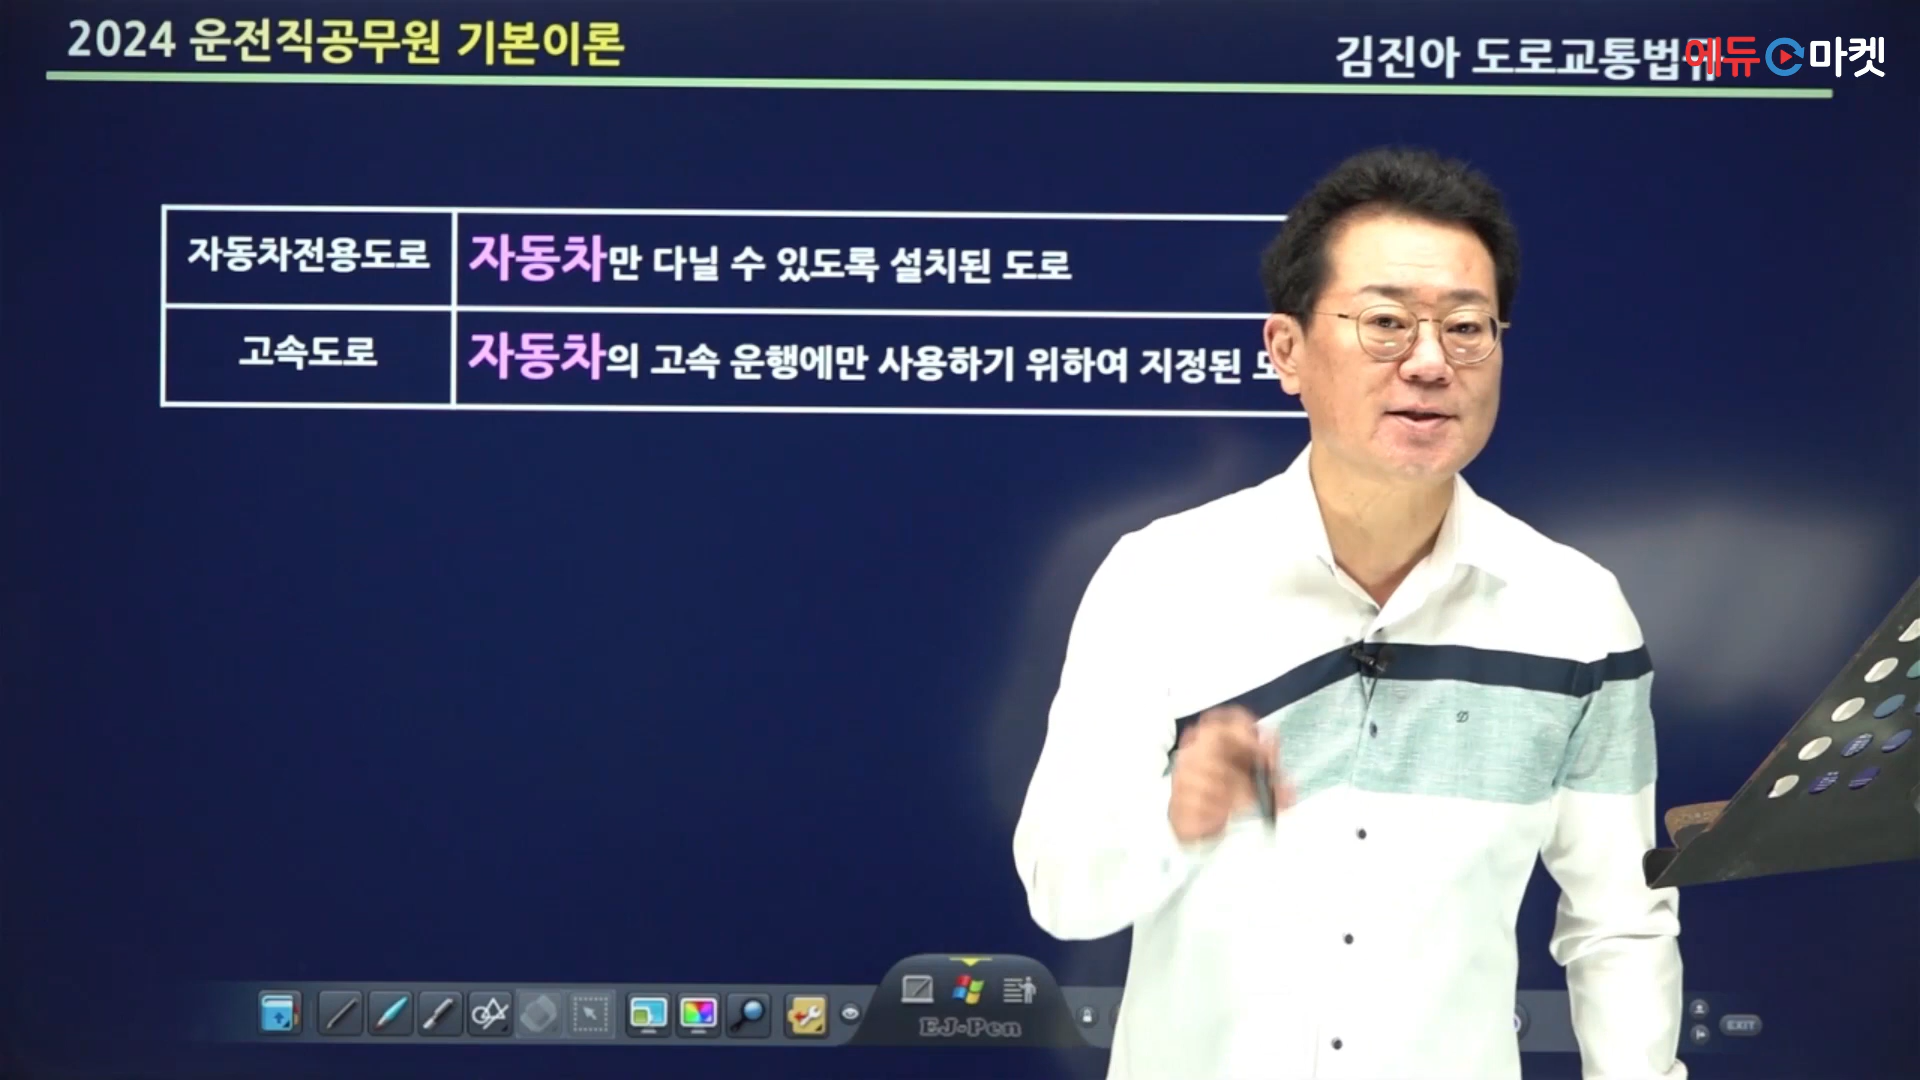 2024 운전직공무원 기본이론
김진아 도로교통법규
에듀마켓
자동차전용도로
자동차만 다닐 수 있도록 설치된 도로
고속도로
자동차의 고속 운행에만 사용하기 위하여 지정된
EJ-Pen
EXIT